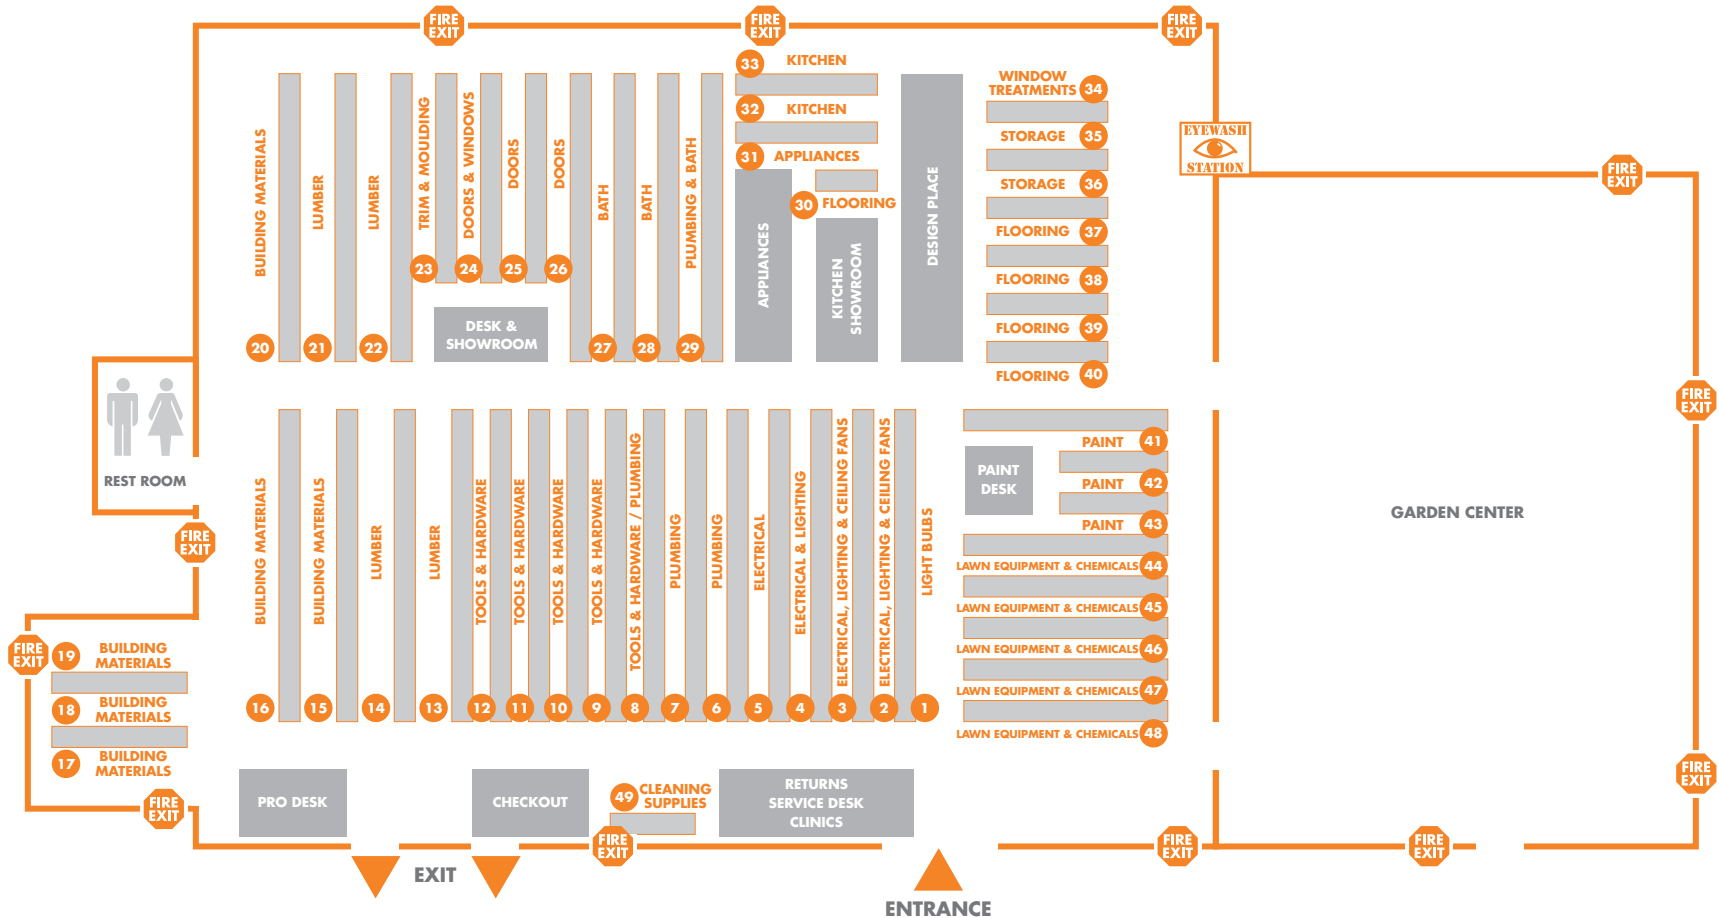 FIRE
EXIT
FIRE
EXIT
FIRE
EXIT
33 KITCHEN
32 KITCHEN
31 APPLIANCES
30 FLOORING
WINDOW
TREATMENTS 34
STORAGE 35
STORAGE 36
FLOORING 37
FLOORING 38
FLOORING 39
FLOORING 40
EYEWASH
STATION
FIRE
EXIT
BUILDING MATERIALS
20
LUMBER
21
LUMBER
22
TRIM & MOULDING
23
DOORS & WINDOWS
24
DOORS
25
DOORS
26
BATH
27
BATH
28
PLUMBING & BATH
29
DESK &
SHOWROOM
APPLIANCES
KITCHEN
SHOWROOM
DESIGN PLACE
REST ROOM
FIRE
EXIT
FIRE
EXIT
BUILDING MATERIALS
16
BUILDING MATERIALS
15
LUMBER
14
LUMBER
13
TOOLS & HARDWARE
12
TOOLS & HARDWARE
11
TOOLS & HARDWARE
10
TOOLS & HARDWARE
9
TOOLS & HARDWARE / PLUMBING
8
PLUMBING
7
PLUMBING
6
ELECTRICAL
5
ELECTRICAL & LIGHTING
4
ELECTRICAL, LIGHTING & CEILING FANS
3
ELECTRICAL, LIGHTING & CEILING FANS
2
LIGHT BULBS
1
PAINT
DESK
PAINT 41
PAINT 42
PAINT 43
LAWN EQUIPMENT & CHEMICALS 44
LAWN EQUIPMENT & CHEMICALS 45
LAWN EQUIPMENT & CHEMICALS 46
LAWN EQUIPMENT & CHEMICALS 47
LAWN EQUIPMENT & CHEMICALS 48
GARDEN CENTER
FIRE
EXIT
19 BUILDING
MATERIALS
18 BUILDING
MATERIALS
17 BUILDING
MATERIALS
FIRE
EXIT
FIRE
EXIT
PRO DESK
CHECKOUT
49 CLEANING
SUPPLIES
RETURNS
SERVICE DESK
CLINICS
FIRE
EXIT
FIRE
EXIT
FIRE
EXIT
EXIT
ENTRANCE